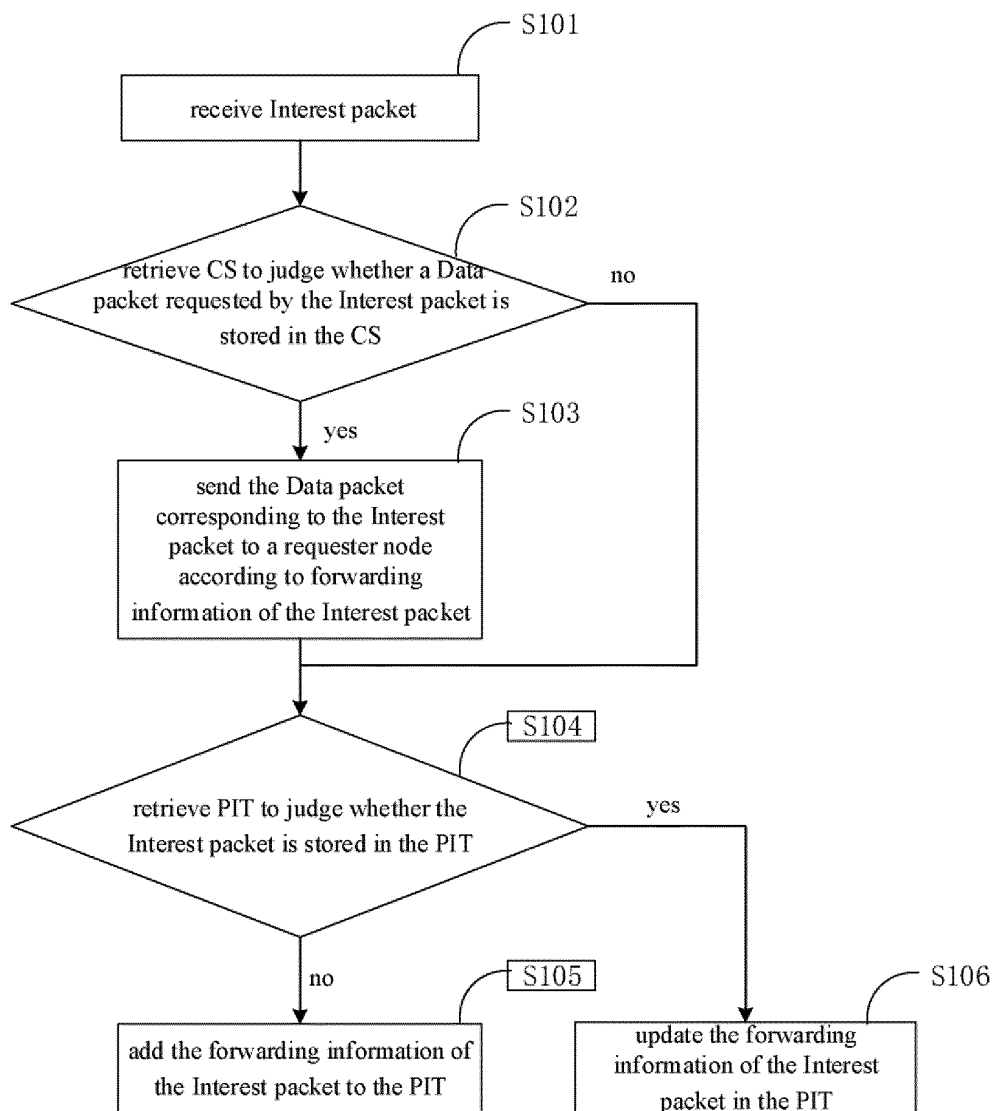 S101
receive Interest packet
S102
retrieve CS to judge whether a Data
packet requested by the Interest packet is
stored in the CS
no
yes
S103
send the Data packet
corresponding to the Interest
packet to a requester node
according to forwarding
information of the Interest packet
S104
retrieve PIT to judge whether the
Interest packet is stored in the PIT
yes
no
S105
add the forwarding information of
the Interest packet to the PIT
S106
update the forwarding
information of the Interest
packet in the PIT